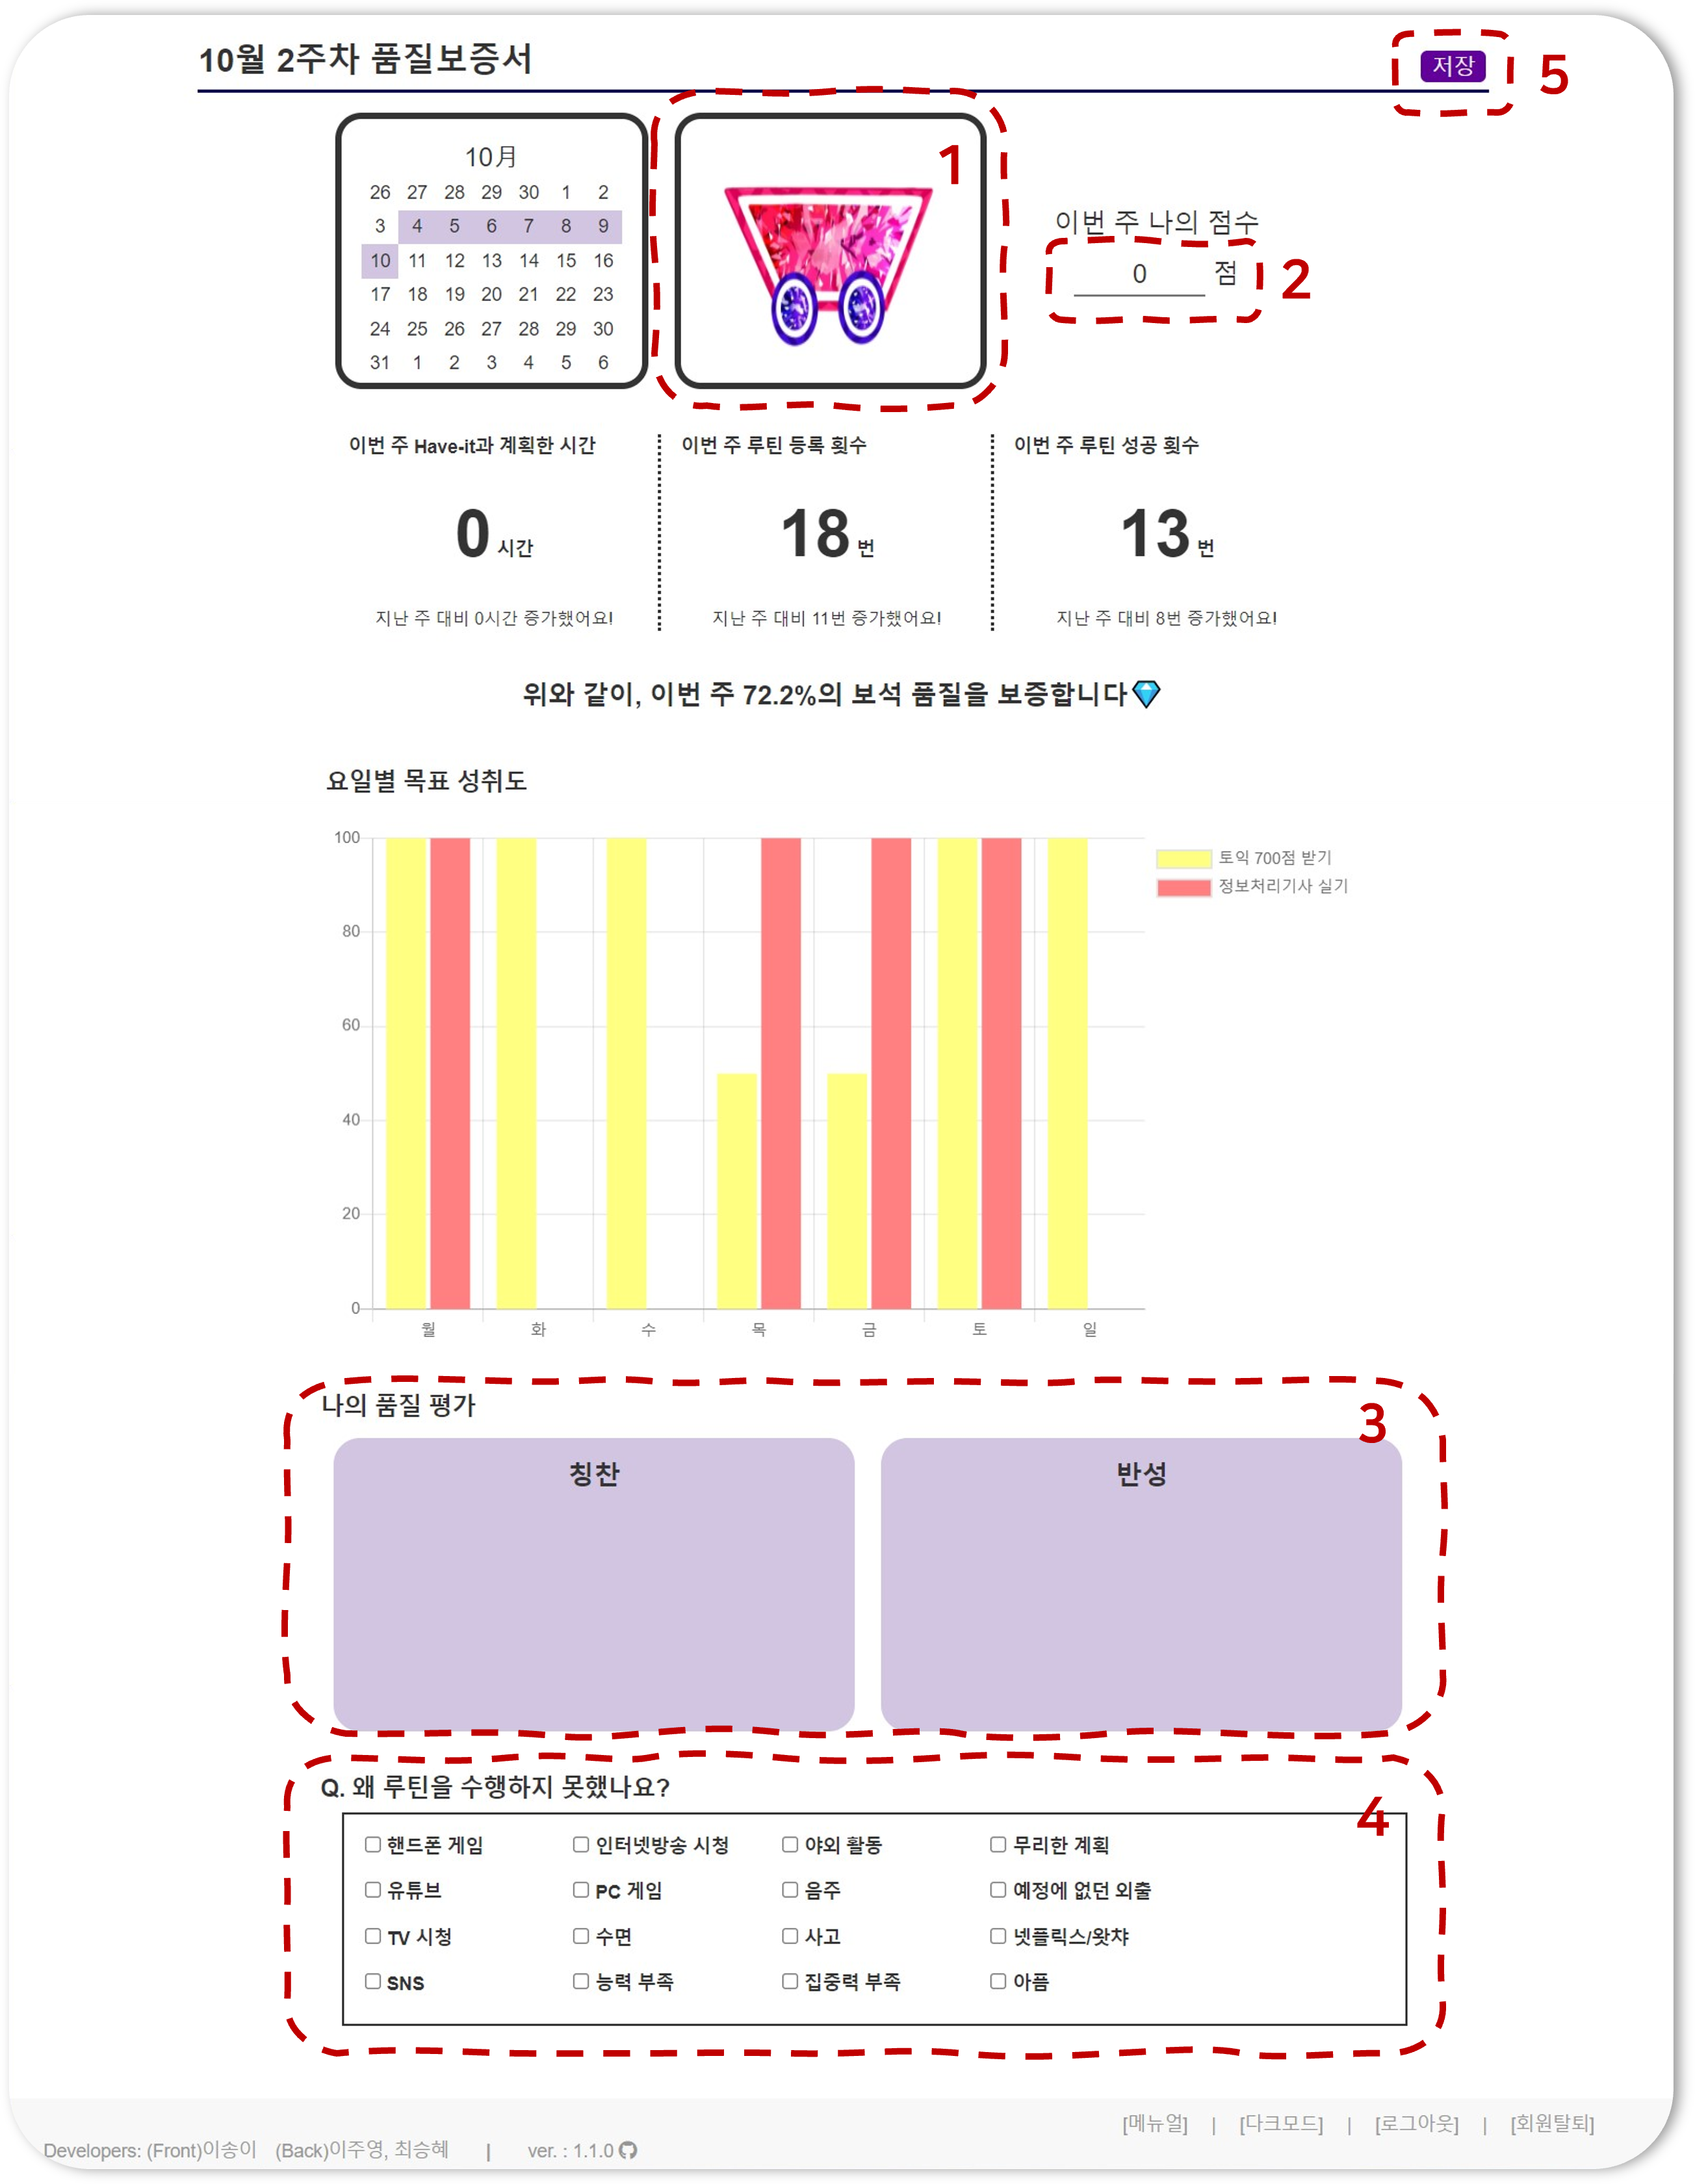 10월 2주차 품질보증서
저장
5
10月
26 27 28 29 30 1 2
3 4 5 6 7 8 9
10 11 12 13 14 15 16
17 18 19 20 21 22 23
24 25 26 27 28 29 30
31 1 2 3 4 5 6
1
이번 주 나의 점수
0 점
2
이번 주 Have-it과 계획한 시간
0 시간
지난 주 대비 0시간 증가했어요!
이번 주 루틴 등록 횟수
18 번
지난 주 대비 11번 증가했어요!
이번 주 루틴 성공 횟수
13 번
지난 주 대비 8번 증가했어요!
위와 같이, 이번 주 72.2%의 보석 품질을 보증합니다💎
요일별 목표 성취도
토익 700점 받기
정보처리기사 실기
100
80
60
40
20
0
월 화 수 목 금 토 일
나의 품질 평가
3
칭찬
반성
Q. 왜 루틴을 수행하지 못했나요?
4
핸드폰 게임 인터넷방송 시청 야외 활동 무리한 계획
유튜브 PC 게임 음주 예정에 없던 외출
TV 시청 수면 사고 넷플릭스/왓챠
SNS 능력 부족 집중력 부족 아픔
[메뉴얼] | [다크모드] | [로그아웃] | [회원탈퇴]
Developers: (Front)이송이 (Back)이주영, 최승혜 | ver. : 1.1.0